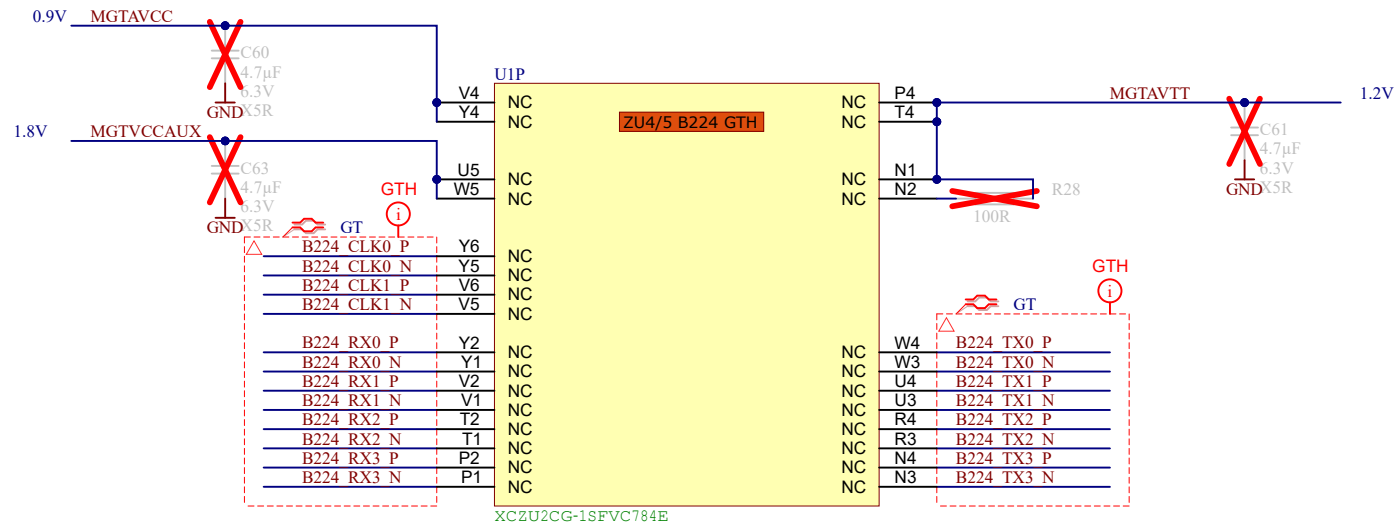 0.9V MGTAVCC
C60
4.7µF
6.3V
X5R
GND
1.8V MGTVCCAUX
C63
4.7µF
6.3V
X5R
GND
U1P
ZU4/5 B224 GTH
V4 NC
Y4 NC
U5 NC
W5 NC
GTH
i
GT
B224_CLK0_P Y6 NC
B224_CLK0_N Y5 NC
B224_CLK1_P V6 NC
B224_CLK1_N V5 NC
B224_RX0_P Y2 NC
B224_RX0_N Y1 NC
B224_RX1_P V2 NC
B224_RX1_N V1 NC
B224_RX2_P T2 NC
B224_RX2_N T1 NC
B224_RX3_P P2 NC
B224_RX3_N P1 NC
NC P4 MGTAVTT 1.2V
NC T4
NC N1
NC N2
R28
100R
C61
4.7µF
6.3V
X5R
GND
GTH
i
GT
NC W4 B224_TX0_P
NC W3 B224_TX0_N
NC U4 B224_TX1_P
NC U3 B224_TX1_N
NC R4 B224_TX2_P
NC R3 B224_TX2_N
NC N4 B224_TX3_P
NC N3 B224_TX3_N
XCZU2CG-1SFVC784E